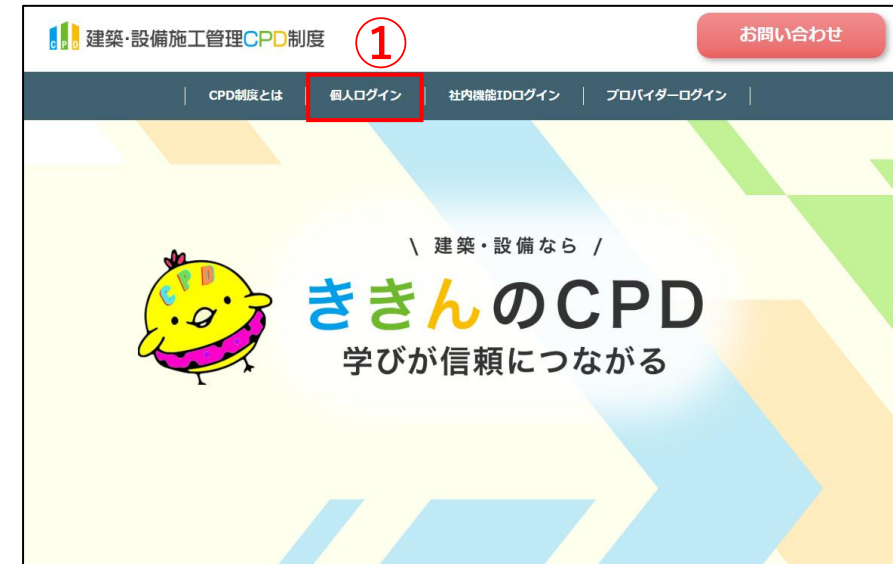 CPD 建築・設備施工管理CPD制度
①
お問い合わせ
CPD制度とは 個人ログイン 社内機能IDログイン プロバイダーログイン
\ 建築・設備なら /
CPD
ききんのCPD
学びが信頼につながる